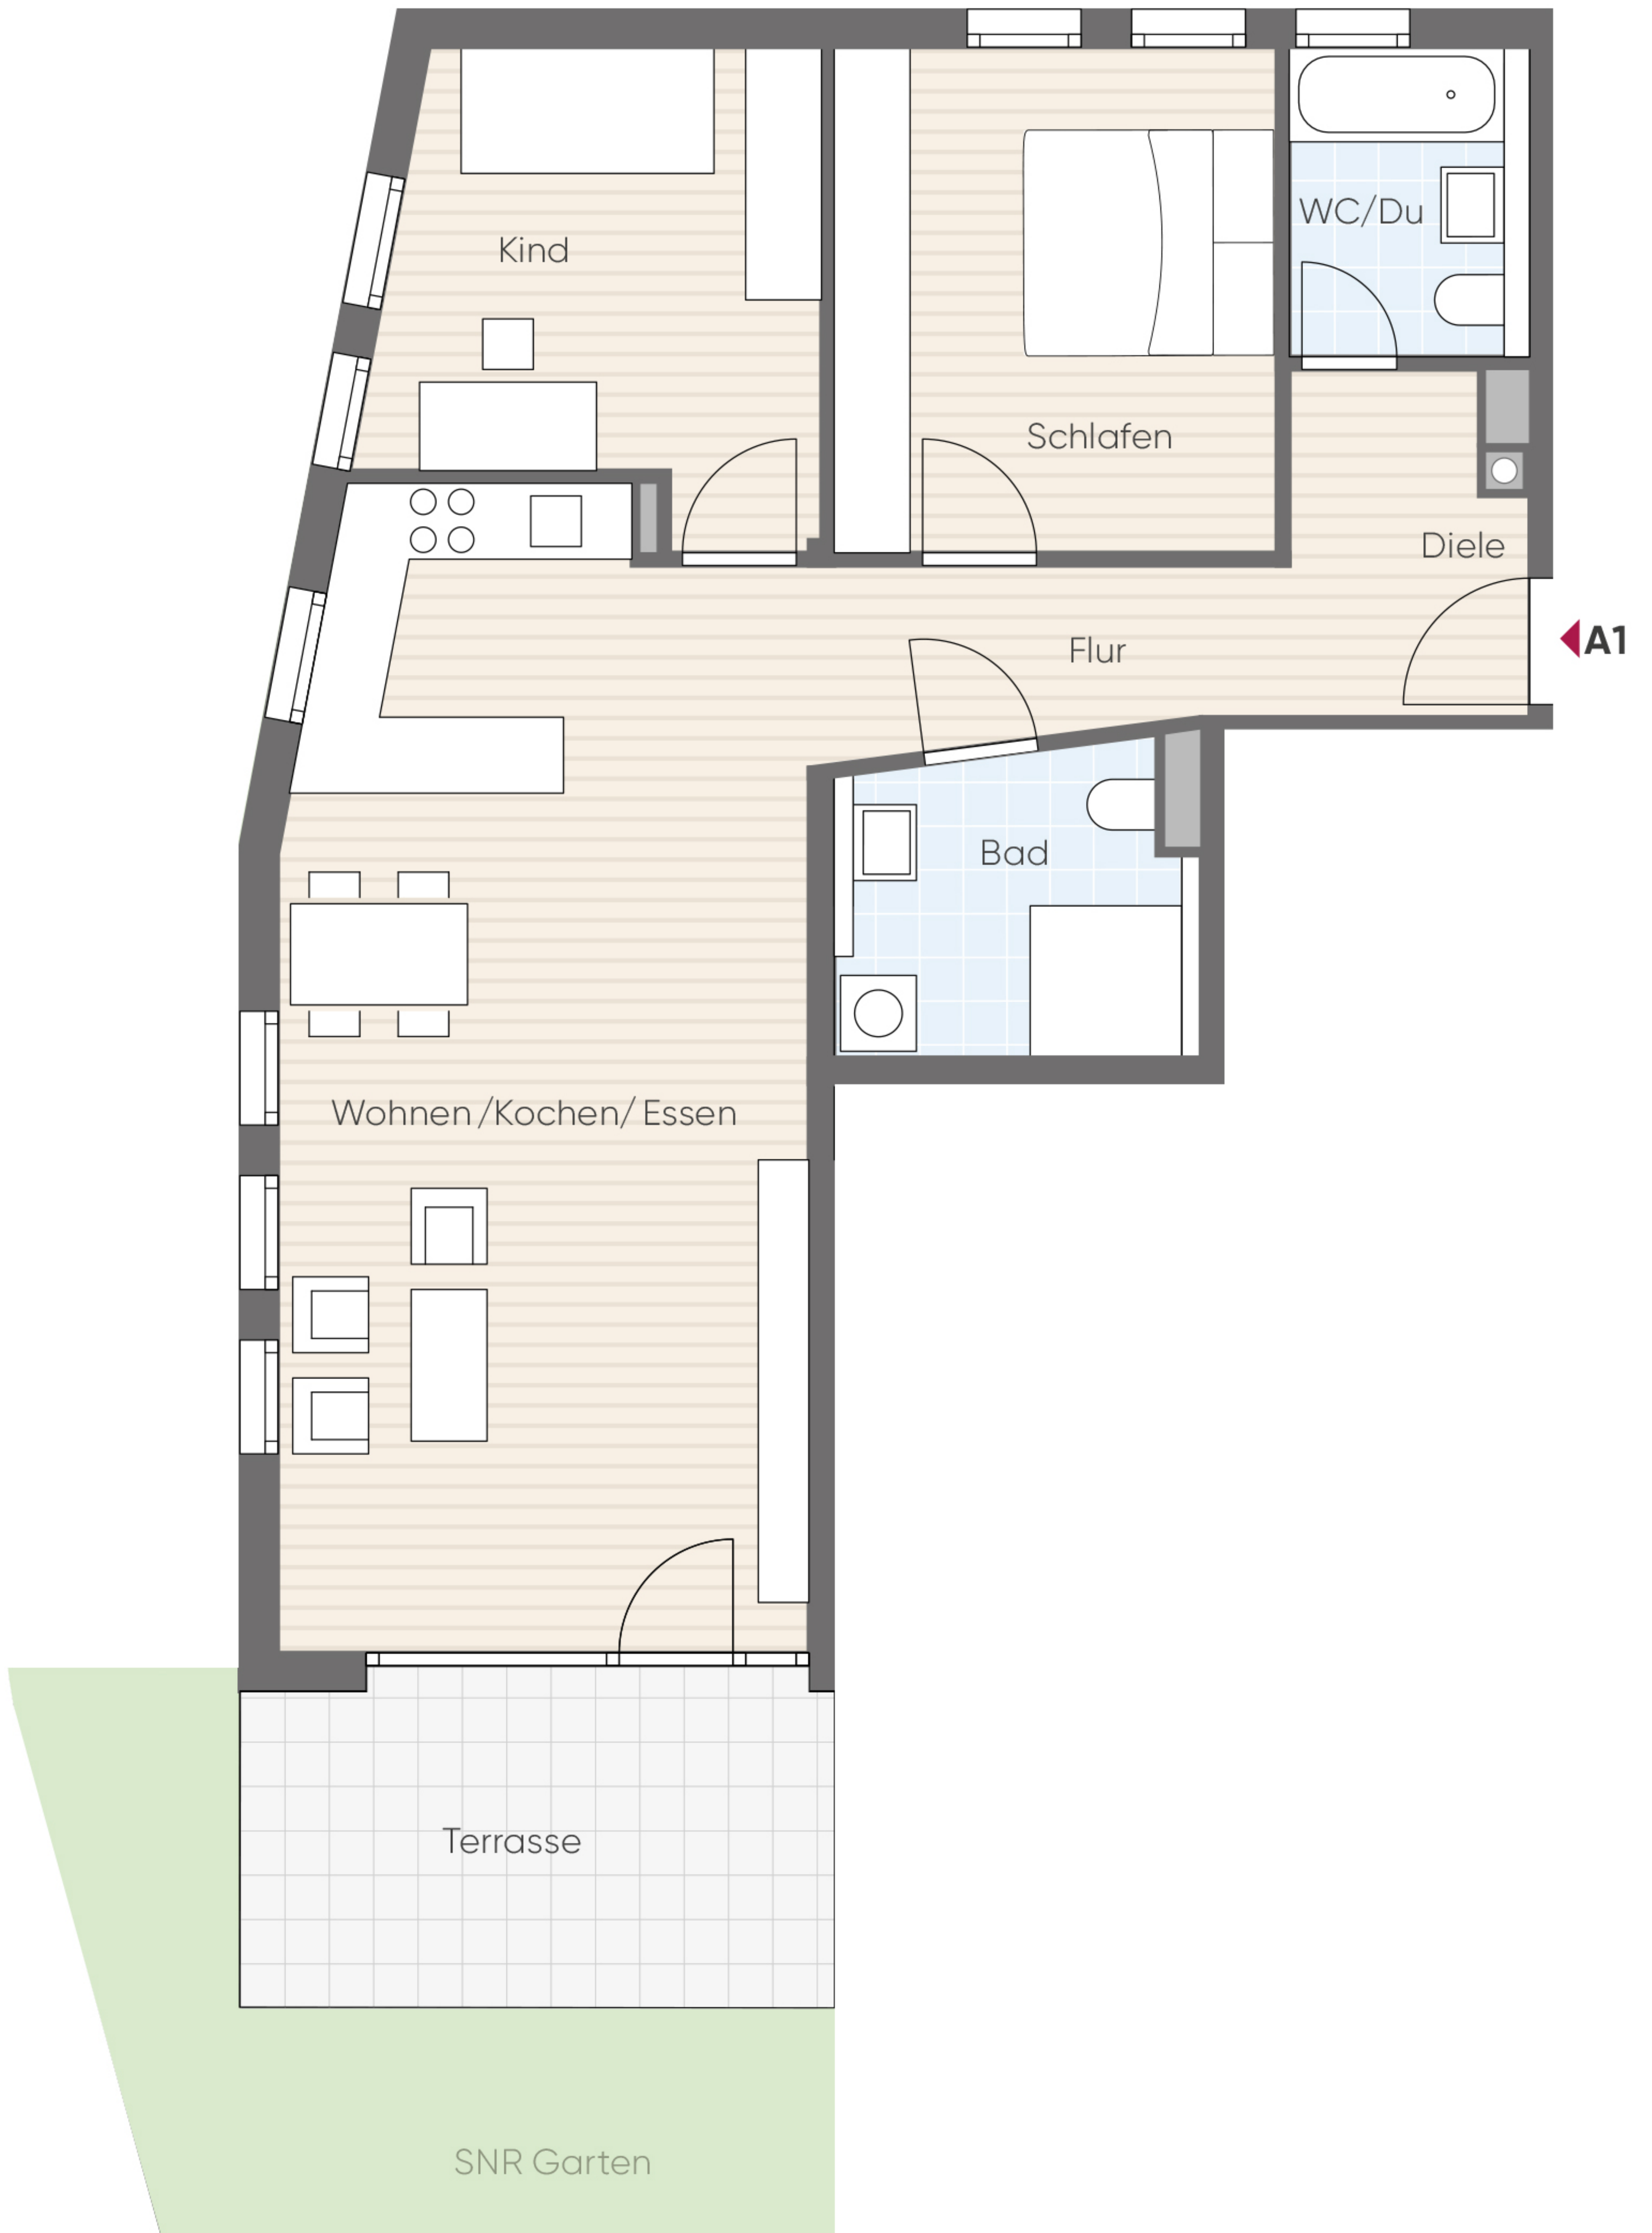 WC/Du
Kind
Schlafen
Diele
A1
Flur
Bad
Wohnen/Kochen/Essen
Terrasse
SNR Garten